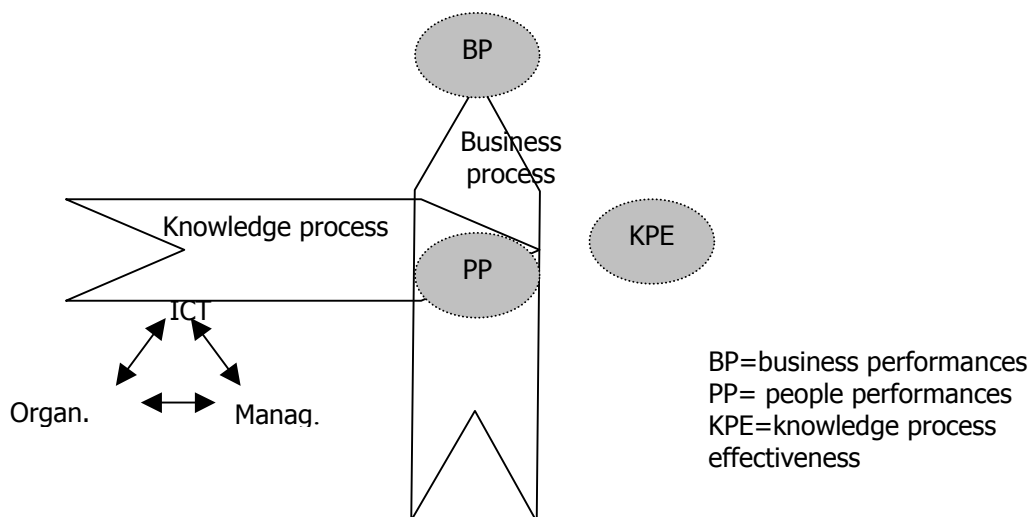 BP
Business
process
Knowledge process
KPE
PP
ICT
Organ.
Manag.
BP=business performances
PP= people performances
KPE=knowledge process
effectiveness